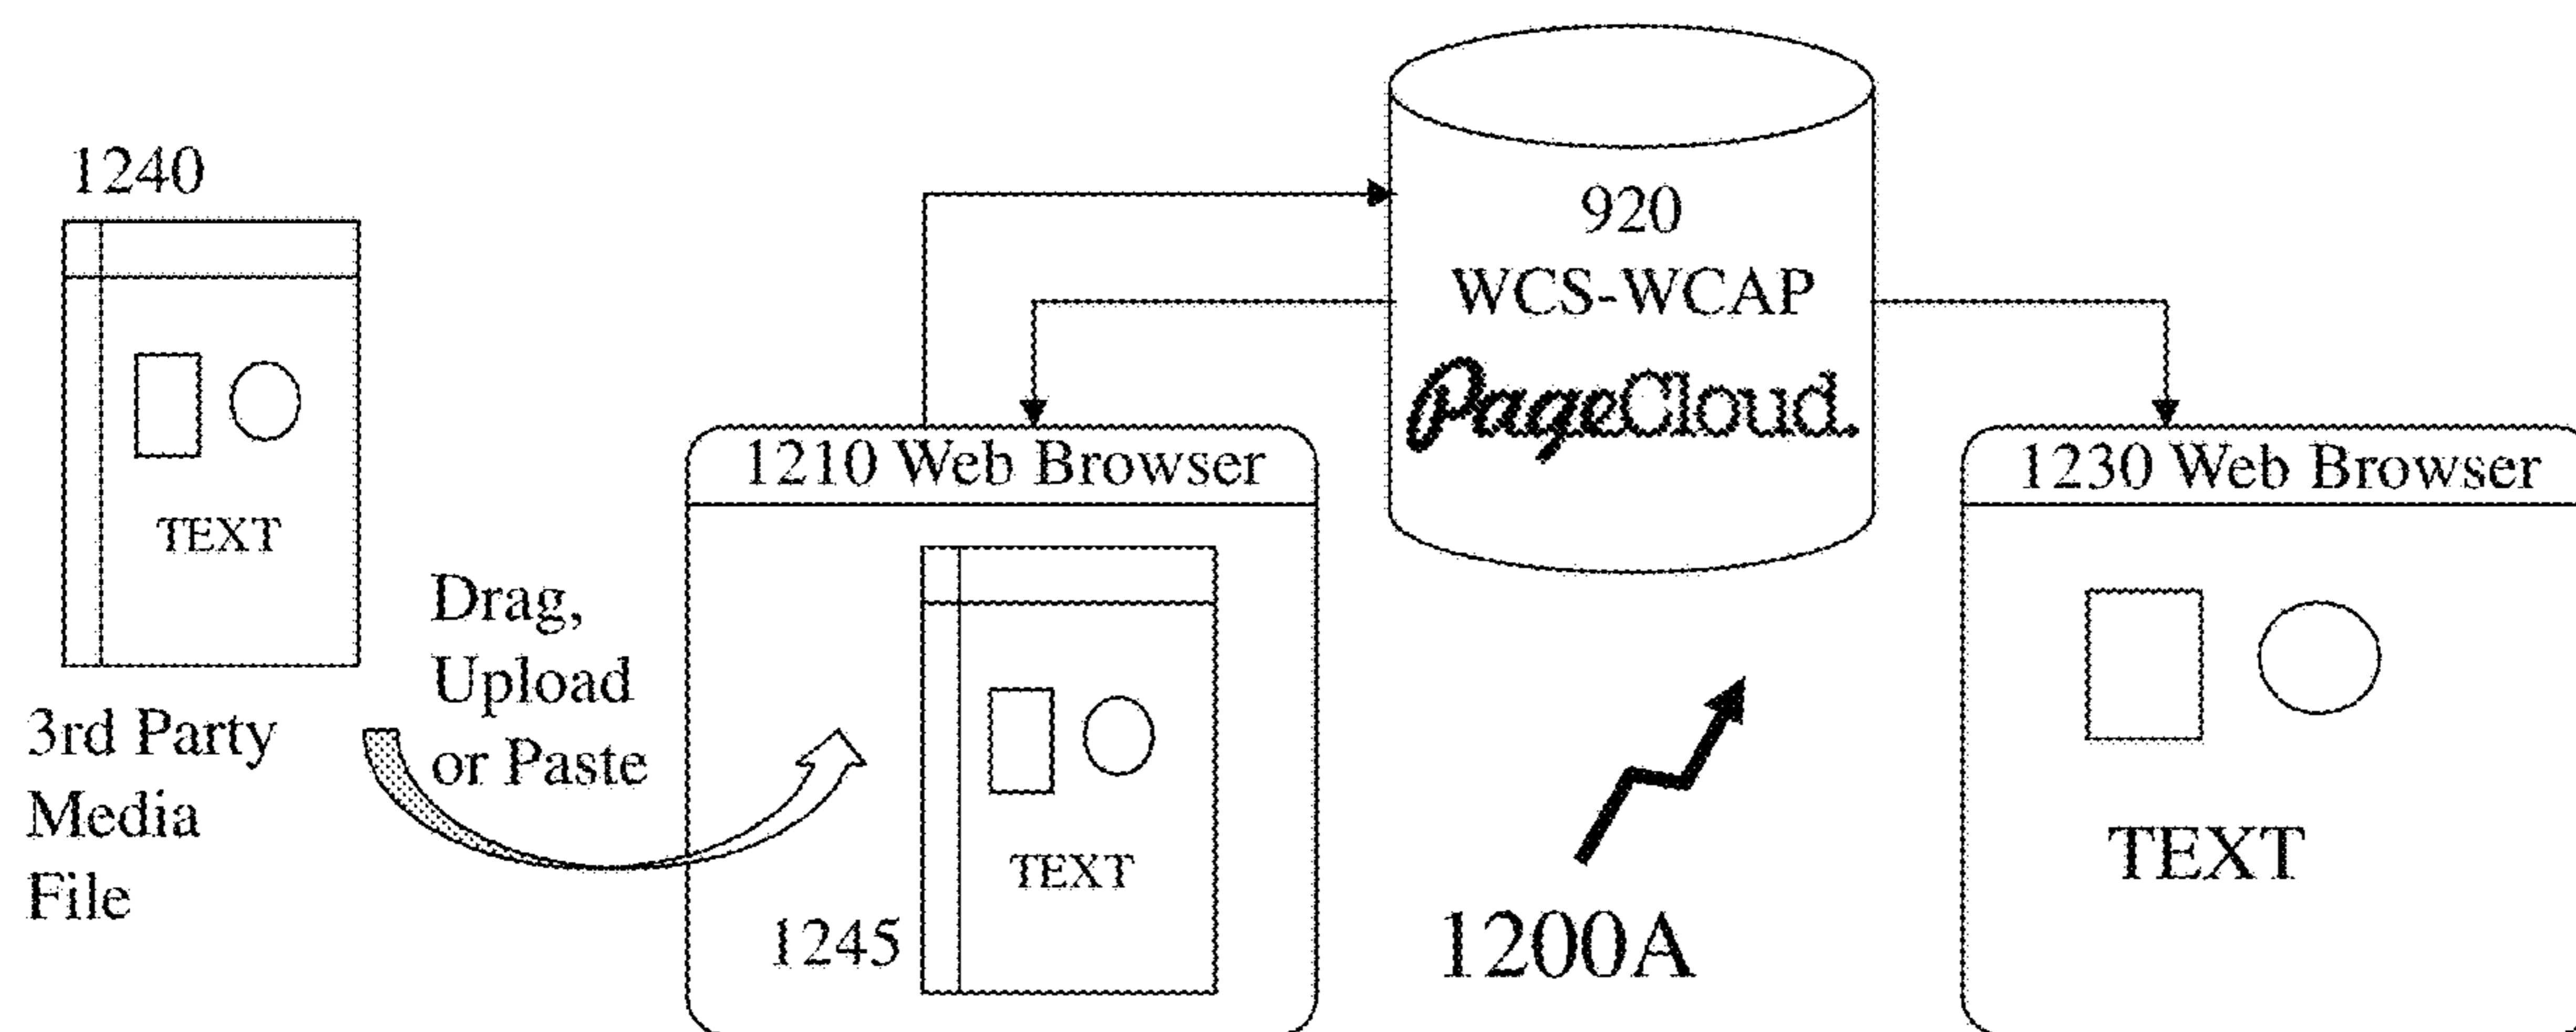 1240
TEXT
3rd Party
Media
File
Drag,
Upload
or Paste
1210 Web Browser
TEXT
1245
920
WCS-WCAP
PageCloud.
1200A
1230 Web Browser
TEXT